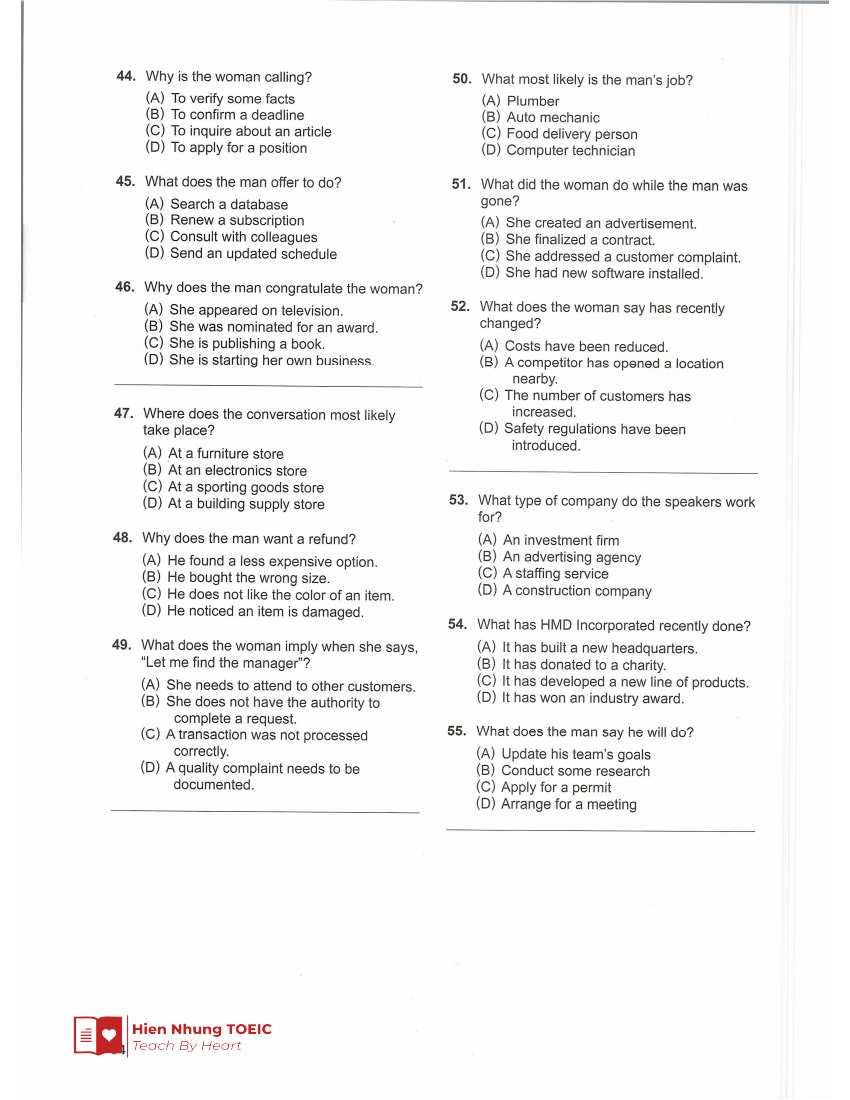 44. Why is the woman calling?
(A) To verify some facts
(B) To confirm a deadline
(C) To inquire about an article
(D) To apply for a position
45. What does the man offer to do?
(A) Search a database
(B) Renew a subscription
(C) Consult with colleagues
(D) Send an updated schedule
46. Why does the man congratulate the woman?
(A) She appeared on television.
(B) She was nominated for an award.
(C) She is publishing a book.
(D) She is starting her own business.
47. Where does the conversation most likely
take place?
(A) At a furniture store
(B) At an electronics store
(C) At a sporting goods store
(D) At a building supply store
48. Why does the man want a refund?
(A) He found a less expensive option.
(B) He bought the wrong size.
(C) He does not like the color of an item.
(D) He noticed an item is damaged.
49. What does the woman imply when she says,
“Let me find the manager”?
(A) She needs to attend to other customers.
(B) She does not have the authority to
complete a request.
(C) A transaction was not processed
correctly.
(D) A quality complaint needs to be
documented.
50. What most likely is the man's job?
(A) Plumber
(B) Auto mechanic
(C) Food delivery person
(D) Computer technician
51. What did the woman do while the man was
gone?
(A) She created an advertisement.
(B) She finalized a contract.
(C) She addressed a customer complaint.
(D) She had new software installed.
52. What does the woman say has recently
changed?
(A) Costs have been reduced.
(B) A competitor has opened a location
nearby.
(C) The number of customers has
increased.
(D) Safety regulations have been
introduced.
53. What type of company do the speakers work
for?
(A) An investment firm
(B) An advertising agency
(C) A staffing service
(D) A construction company
54. What has HMD Incorporated recently done?
(A) It has built a new headquarters.
(B) It has donated to a charity.
(C) It has developed a new line of products.
(D) It has won an industry award.
55. What does the man say he will do?
(A) Update his team's goals
(B) Conduct some research
(C) Apply for a permit
(D) Arrange for a meeting
Hien Nhung TOEIC
Teach By Heart